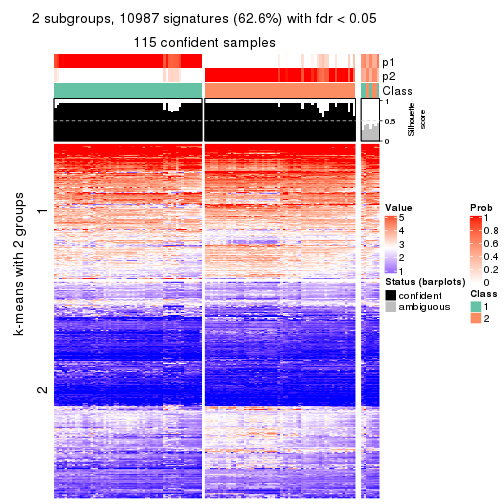 2 subgroups, 10987 signatures (62.6%) with fdr < 0.05
115 confident samples
p1
p2
Class
1
0.5
0
Silhouette
score
k-means with 2 groups
1
2
Value
5
4
3
2
1
Prob
1
0.8
0.6
0.4
0.2
0
Status (barplots)
confident
ambiguous
Class
1
2